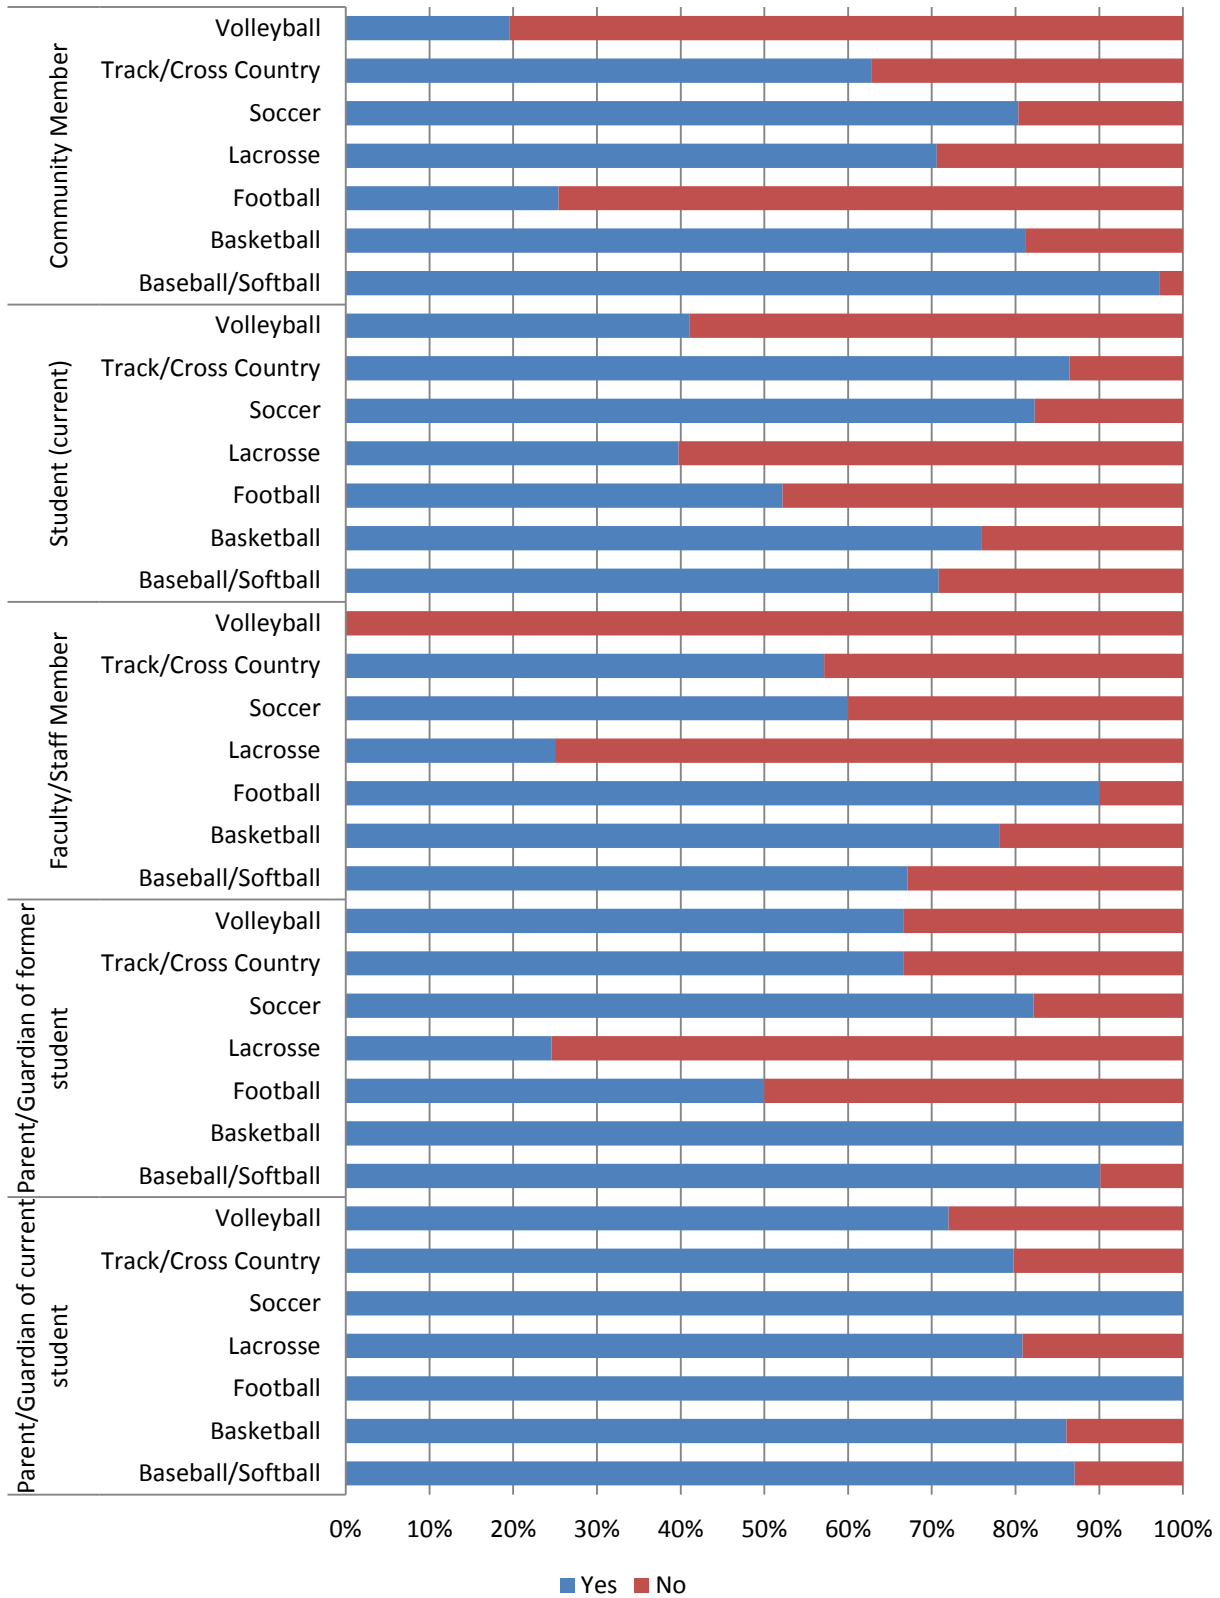 Community Member
Volleyball
Track/Cross Country
Soccer
Lacrosse
Football
Basketball
Baseball/Softball
Student (current)
Volleyball
Track/Cross Country
Soccer
Lacrosse
Football
Basketball
Baseball/Softball
Faculty/Staff Member
Volleyball
Track/Cross Country
Soccer
Lacrosse
Football
Basketball
Baseball/Softball
Parent/Guardian of former
student
Volleyball
Track/Cross Country
Soccer
Lacrosse
Football
Basketball
Baseball/Softball
Parent/Guardian of current
student
Volleyball
Track/Cross Country
Soccer
Lacrosse
Football
Basketball
Baseball/Softball
0% 10% 20% 30% 40% 50% 60% 70% 80% 90% 100%
Yes No